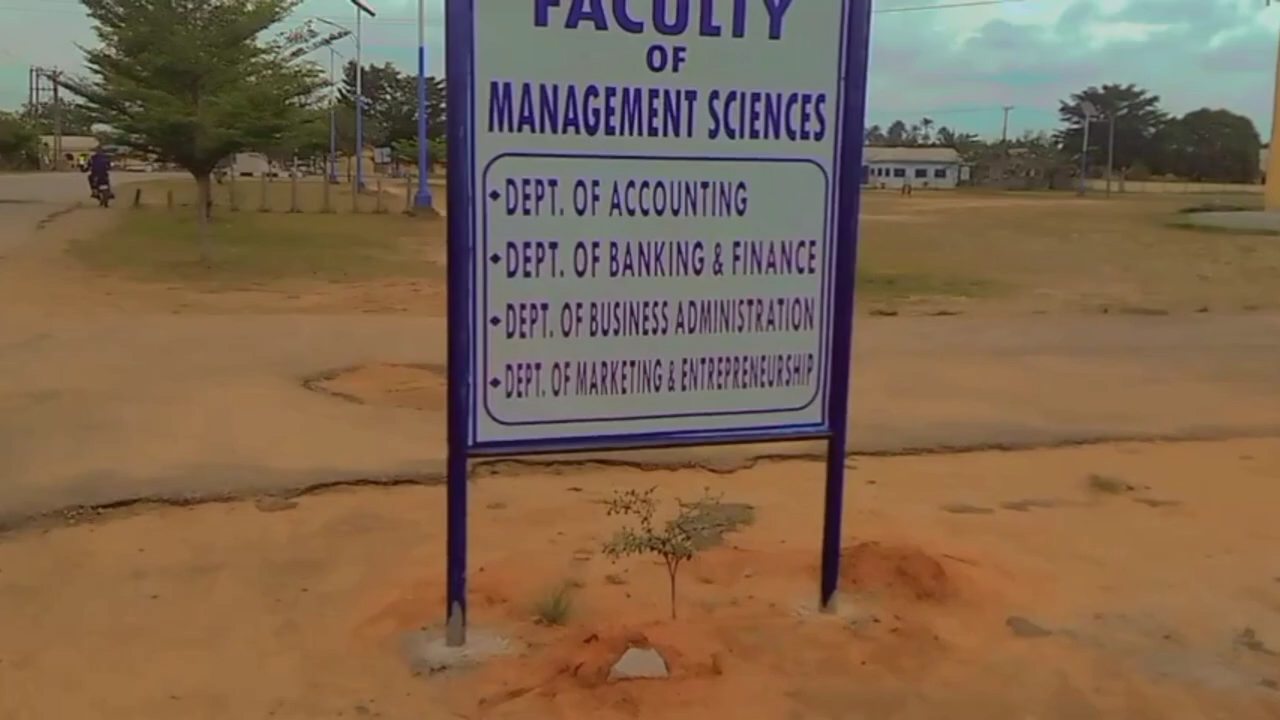 FACULTY
OF
MANAGEMENT SCIENCES
DEPT. OF ACCOUNTING
DEPT. OF BANKING & FINANCE
DEPT. OF BUSINESS ADMINISTRATION
DEPT. OF MARKETING & ENTREPRENEURSHIP